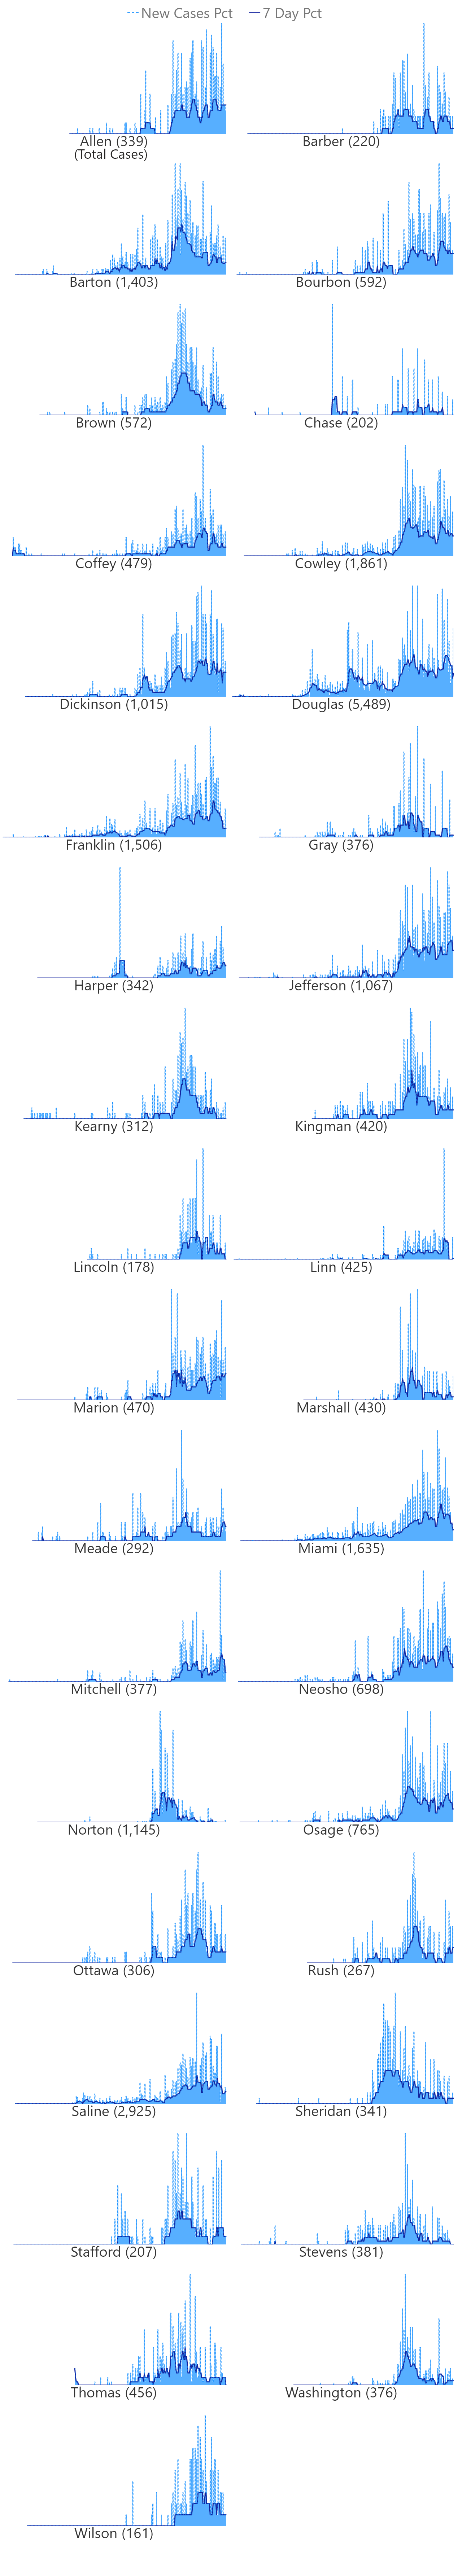 New Cases Pct 7 Day Pct
Allen (339) Barber (220)
(Total Cases)
Barton (1,403) Bourbon (592)
Brown (572) Chase (202)
Coffey (479) Cowley (1,861)
Dickinson (1,015) Douglas (5,489)
Franklin (1,506) Gray (376)
Harper (342) Jefferson (1,067)
Kearny (312) Kingman (420)
Lincoln (178) Linn (425)
Marion (470) Marshall (430)
Meade (292) Miami (1,635)
Mitchell (377) Neosho (698)
Norton (1,145) Osage (765)
Ottawa (306) Rush (267)
Saline (2,925) Sheridan (341)
Stafford (207) Stevens (381)
Thomas (456) Washington (376)
Wilson (161)